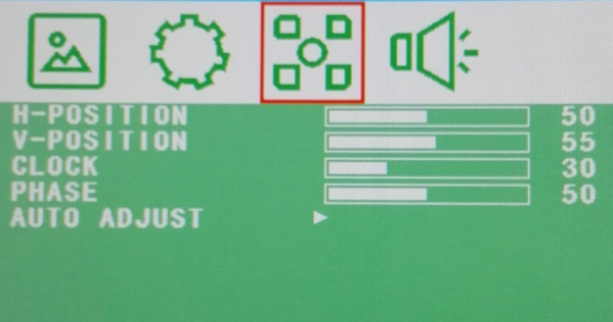 H-POSITION 50
V-POSITION 55
CLOCK 30
PHASE 50
AUTO ADJUST